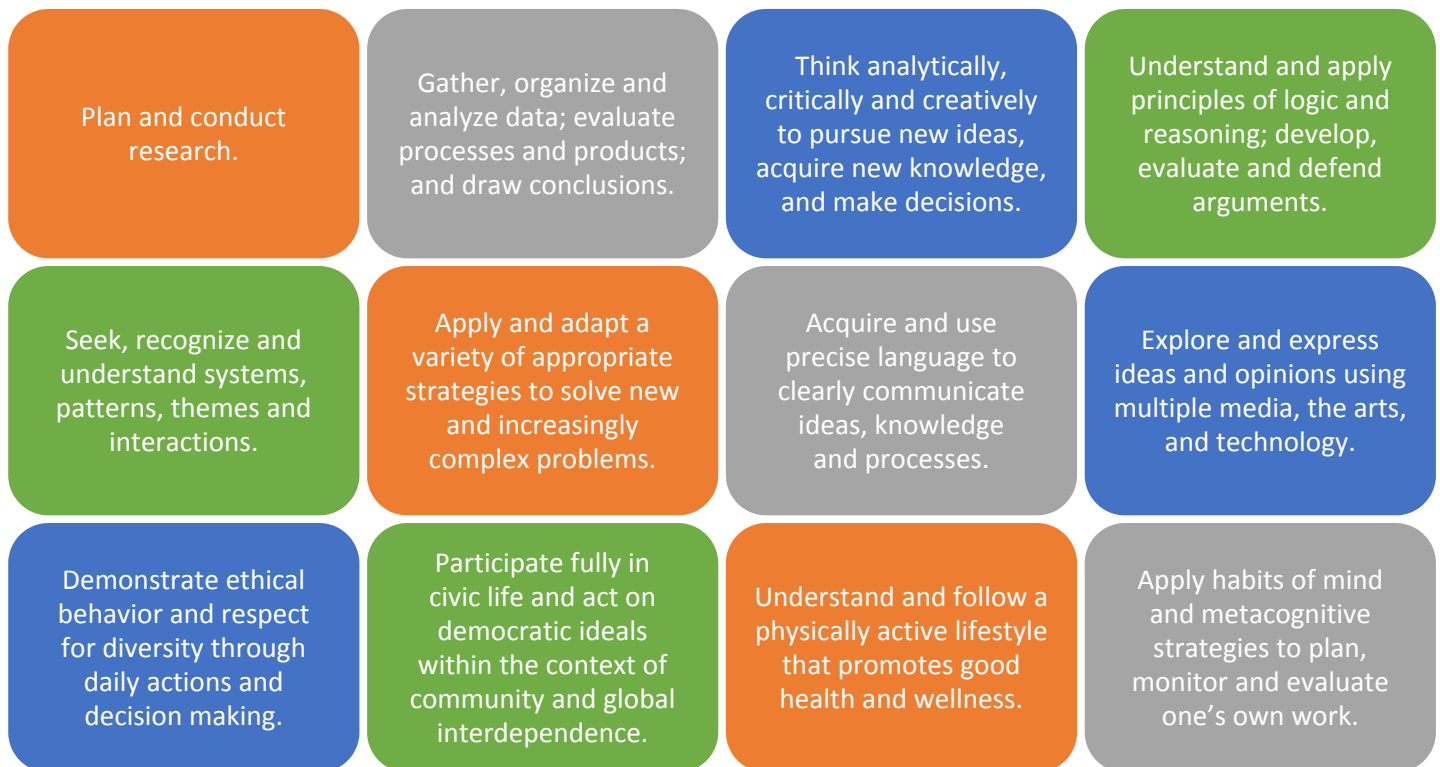 Plan and conduct
research.
Gather, organize and
analyze data; evaluate
processes and products;
and draw conclusions.
Think analytically,
critically and creatively
to pursue new ideas,
acquire new knowledge,
and make decisions.
Understand and apply
principles of logic and
reasoning; develop,
evaluate and defend
arguments.
Seek, recognize and
understand systems,
patterns, themes and
interactions.
Apply and adapt a
variety of appropriate
strategies to solve new
and increasingly
complex problems.
Acquire and use
precise language to
clearly communicate
ideas, knowledge
and processes.
Explore and express
ideas and opinions using
multiple media, the arts,
and technology.
Demonstrate ethical
behavior and respect
for diversity through
daily actions and
decision making.
Participate fully in
civic life and act on
democratic ideals
within the context of
community and global
interdependence.
Understand and follow a
physically active lifestyle
that promotes good
health and wellness.
Apply habits of mind
and metacognitive
strategies to plan,
monitor and evaluate
one’s own work.